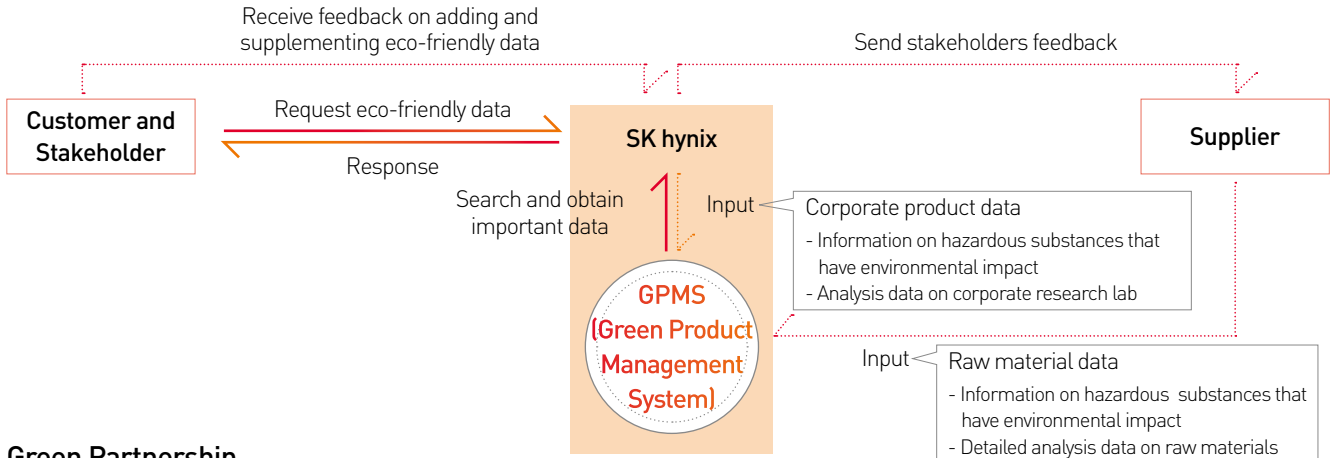 Receive feedback on adding and
supplementing eco-friendly data
Send stakeholders feedback
Customer and
Stakeholder
Request eco-friendly data
Response
SK hynix
Supplier
Search and obtain
important data
Input
Corporate product data
- Information on hazardous substances that
have environmental impact
- Analysis data on corporate research lab
GPMS
(Green Product
Management
System)
Input
Raw material data
- Information on hazardous substances that
have environmental impact
- Detailed analysis data on raw materials
Green Partnership